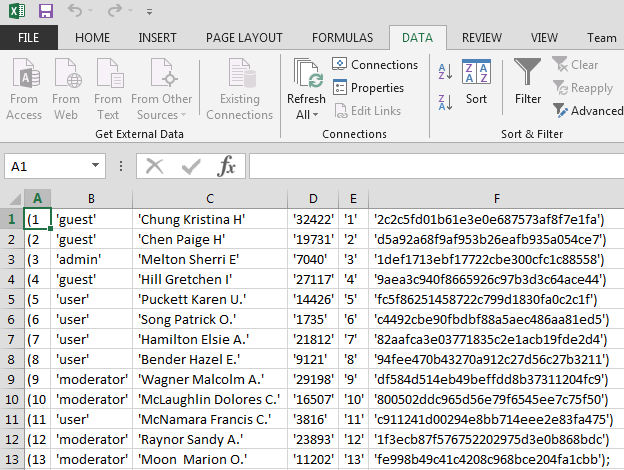 FILE HOME INSERT PAGE LAYOUT FORMULAS DATA REVIEW VIEW Team
From Access From Web From Text From Other Sources Existing Connections
Refresh All Connections Properties Edit Links
Sort Filter Clear Reapply Advanced
Get External Data Connections Sort & Filter
A1 fx
A B C D E F
1 (1 'guest' 'Chung Kristina H' '32422' '1' '2c2c5fd01b61e3e0e687573af8f7e1fa')
2 (2 'guest' 'Chen Paige H' '19731' '2' 'd5a92a68f9af953b26eafb935a054ce7')
3 (3 'admin' 'Melton Sherri E' '7040' '3' '1def1713ebf17722cbe300cfc1c88558')
4 (4 'guest' 'Hill Gretchen I' '27117' '4' '9aea3c940f8665926c97b3d3c64ace44')
5 (5 'user' 'Puckett Karen U.' '14426' '5' 'fc5f86251458722c799d1830fa0c2c1f')
6 (6 'user' 'Song Patrick O.' '1735' '6' 'c4492cbe90fbdbf88a5aec486aa81ed5')
7 (7 'user' 'Hamilton Elsie A.' '21812' '7' '82aafca3e03771835c2e1acb19fde2d4')
8 (8 'user' 'Bender Hazel E.' '9121' '8' '94fee470b43270a912c27d56c27b3211')
9 (9 'moderator' 'Wagner Malcolm A.' '29198' '9' 'df584d514eb49beffdd8b37311204fc9')
10 (10 'moderator' 'McLaughlin Dolores C.' '16507' '10' '800502ddc965d56e79f6545ee7c75f50')
11 (11 'user' 'McNamara Francis C.' '3816' '11' 'c911241d00294e8bb714eee2e83fa475')
12 (12 'moderator' 'Raynor Sandy A.' '23893' '12' '1f3ecb87f576752202975d3e0b868bdc')
13 (13 'moderator' 'Moon  Marion O.' '11202' '13' 'fe998b49c41c4208c968bce204fa1cbb');